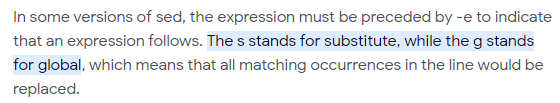 In some versions of sed, the expression must be preceded by -e to indicate
that an expression follows. The s stands for substitute, while the g stands
for global, which means that all matching occurrences in the line would be
replaced.